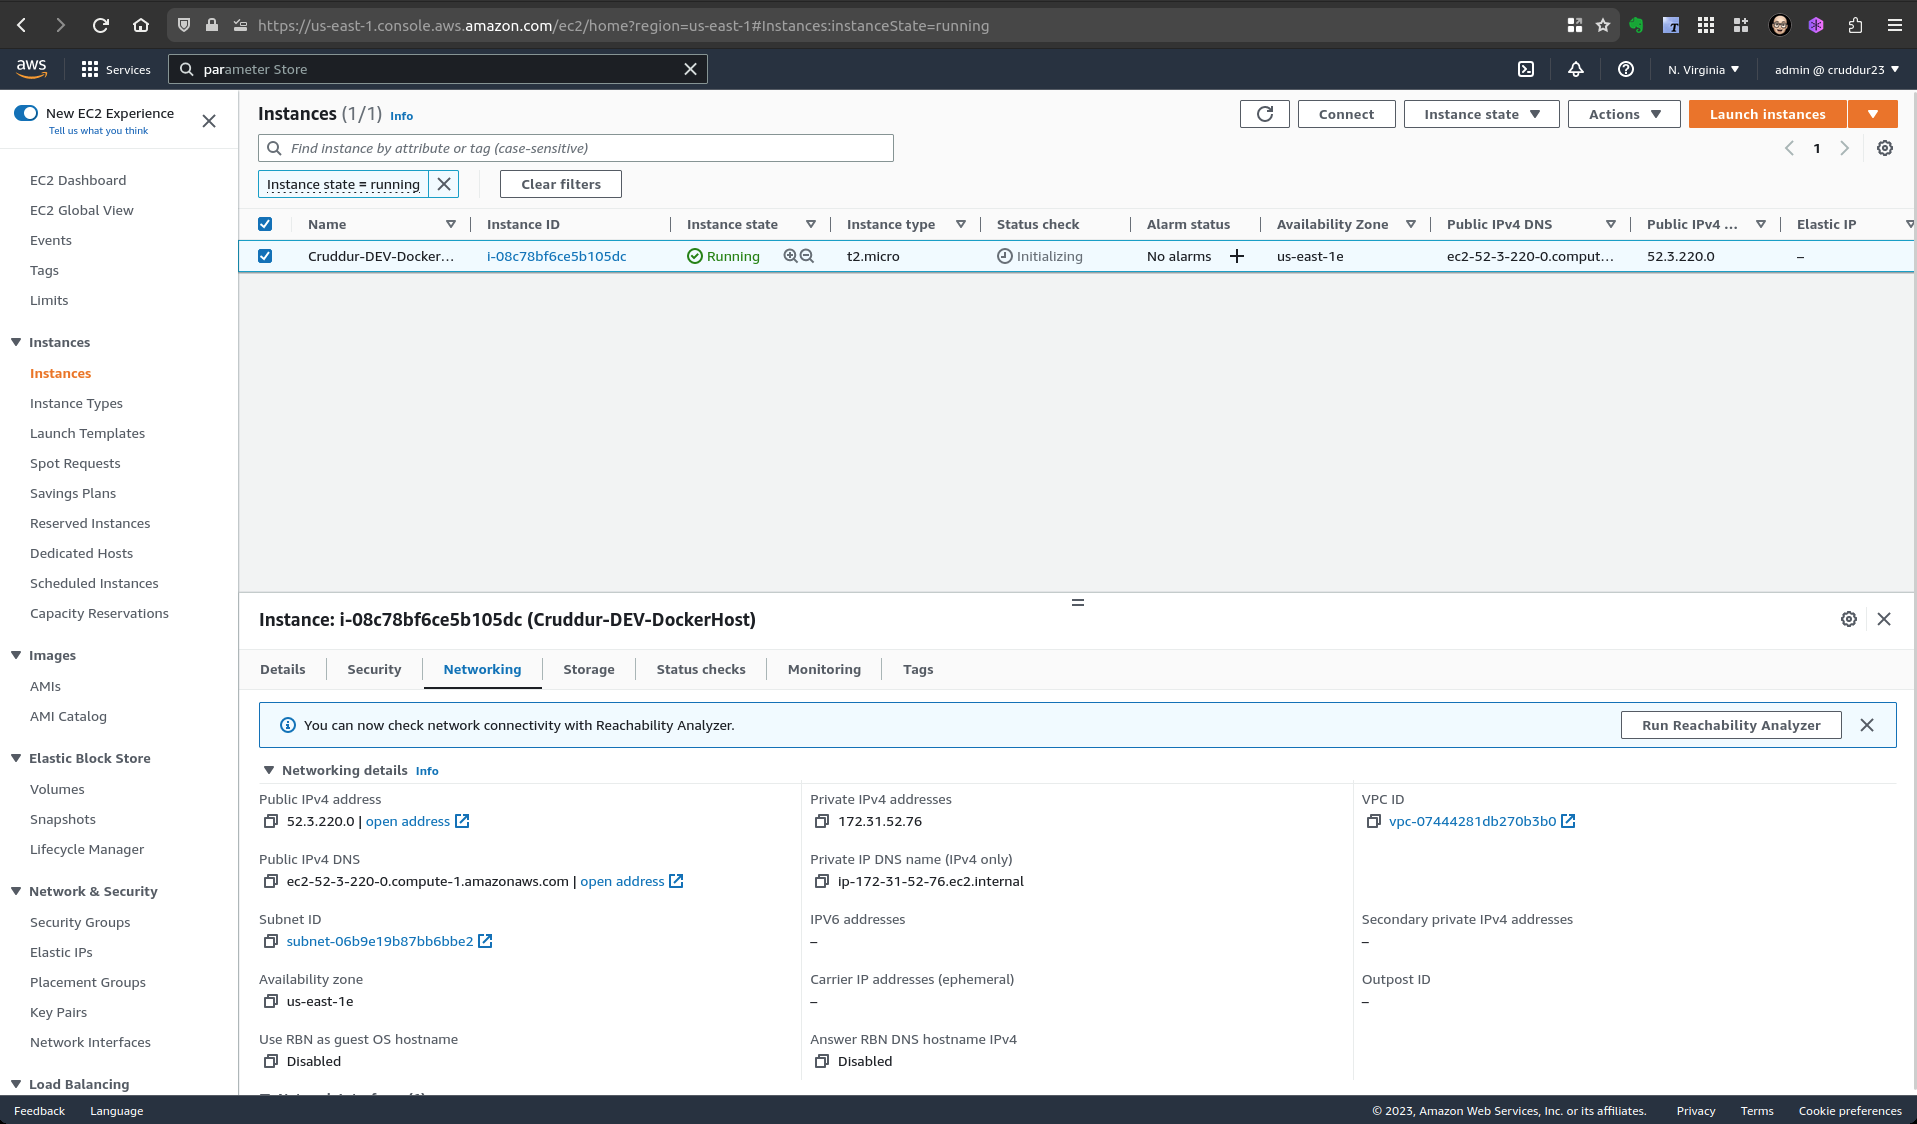 https://us-east-1.console.aws.amazon.com/ec2/home?region=us-east-1#Instances:instanceState=running
aws Services parameter Store N. Virginia admin @ cruddur23
New EC2 Experience
Tell us what you think
EC2 Dashboard
EC2 Global View
Events
Tags
Limits
Instances
Instances
Instance Types
Launch Templates
Spot Requests
Savings Plans
Reserved Instances
Dedicated Hosts
Scheduled Instances
Capacity Reservations
Images
AMIs
AMI Catalog
Elastic Block Store
Volumes
Snapshots
Lifecycle Manager
Network & Security
Security Groups
Elastic IPs
Placement Groups
Key Pairs
Network Interfaces
Load Balancing
Instances (1/1) Info
Connect Instance state Actions Launch instances
Find instance by attribute or tag (case-sensitive)
1
Instance state = running Clear filters
Name Instance ID Instance state Instance type Status check Alarm status Availability Zone Public IPv4 DNS Public IPv4 ... Elastic IP
Cruddur-DEV-Docker... i-08c78bf6ce5b105dc Running t2.micro Initializing No alarms + us-east-1e ec2-52-3-220-0.comput... 52.3.220.0 –
Instance: i-08c78bf6ce5b105dc (Cruddur-DEV-DockerHost)
Details Security Networking Storage Status checks Monitoring Tags
You can now check network connectivity with Reachability Analyzer. Run Reachability Analyzer
Networking details Info
Public IPv4 address
52.3.220.0 | open address
Public IPv4 DNS
ec2-52-3-220-0.compute-1.amazonaws.com | open address
Subnet ID
subnet-06b9e19b87bb6bbe2
Availability zone
us-east-1e
Use RBN as guest OS hostname
Disabled
Private IPv4 addresses
172.31.52.76
Private IP DNS name (IPv4 only)
ip-172-31-52-76.ec2.internal
IPV6 addresses
–
Carrier IP addresses (ephemeral)
–
Answer RBN DNS hostname IPv4
Disabled
VPC ID
vpc-07444281db270b3b0
Secondary private IPv4 addresses
–
Outpost ID
–
Feedback Language © 2023, Amazon Web Services, Inc. or its affiliates. Privacy Terms Cookie preferences